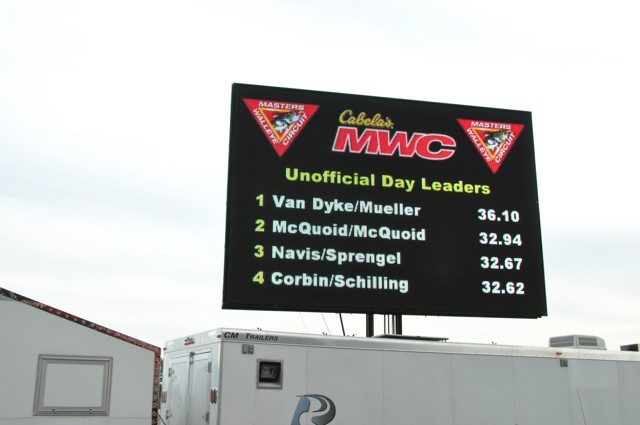 MASTERS
WALLEYE
CIRCUIT
Cabela's
MWC
MASTERS
WALLEYE
CIRCUIT
Unofficial Day Leaders
1 Van Dyke/Mueller 36.10
2 McQuoid/McQuoid 32.94
3 Navis/Sprengel 32.67
4 Corbin/Schilling 32.62
CM TRAILERS
R